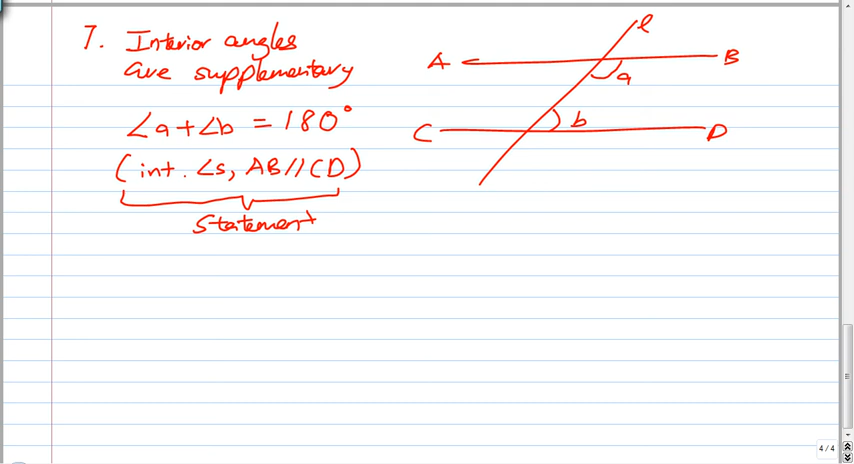 7. Interior angles
are supplementary
∠a + ∠b = 180°
(int. ∠s, AB // CD)
statement
l
A
B
a
b
C
D
4 / 4